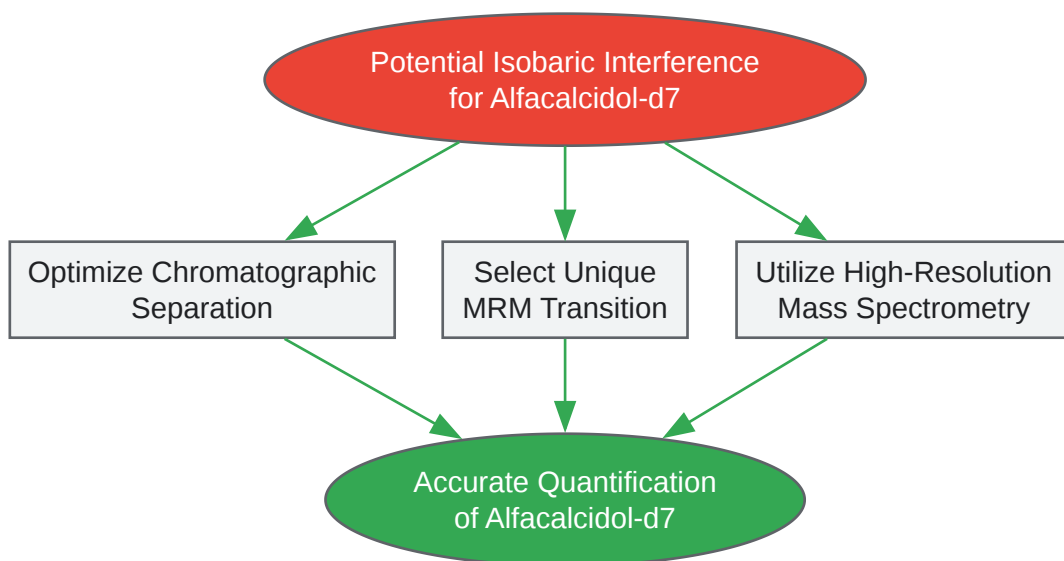 Potential Isobaric Interference
for Alfacalcidol-d7
Optimize Chromatographic
Separation
Select Unique
MRM Transition
Utilize High-Resolution
Mass Spectrometry
Accurate Quantification
of Alfacalcidol-d7